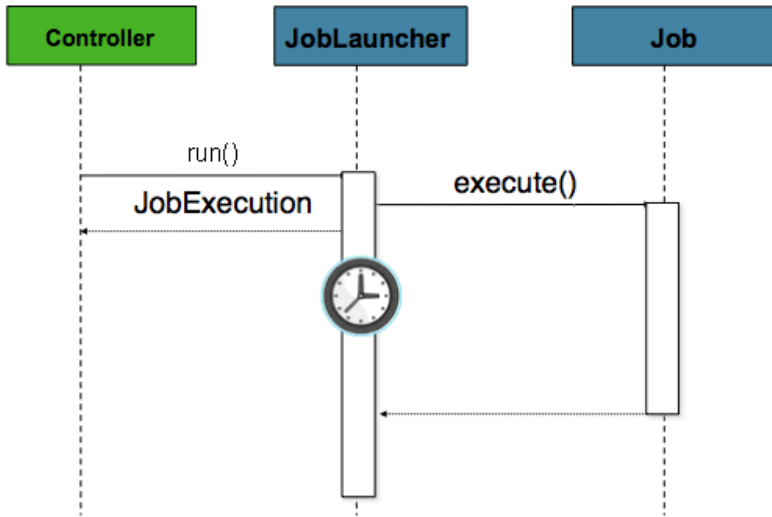 Controller
JobLauncher
Job
run()
execute()
JobExecution